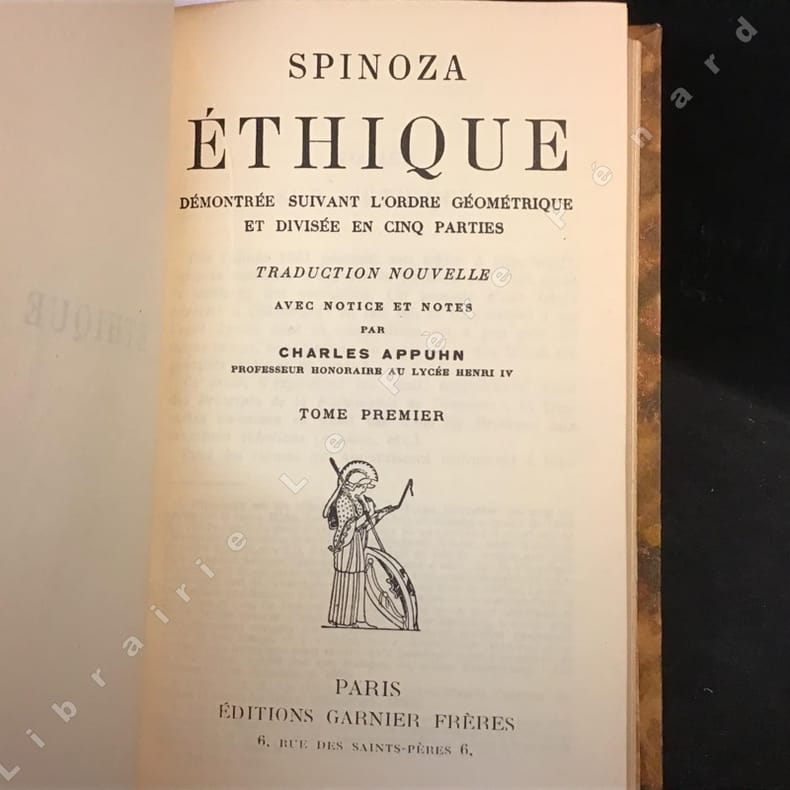 SPINOZA
ÉTHIQUE
DÉMONTRÉE SUIVANT L'ORDRE GÉOMÉTRIQUE
ET DIVISÉE EN CINQ PARTIES
TRADUCTION NOUVELLE
AVEC NOTICE ET NOTES
PAR
CHARLES APPUHN
PROFESSEUR HONORAIRE AU LYCÉE HENRI IV
TOME PREMIER
PARIS
ÉDITIONS GARNIER FRÈRES
6, RUE DES SAINTS-PÈRES 6,
Librairie Le Père Pénard
ÉTHIQUE